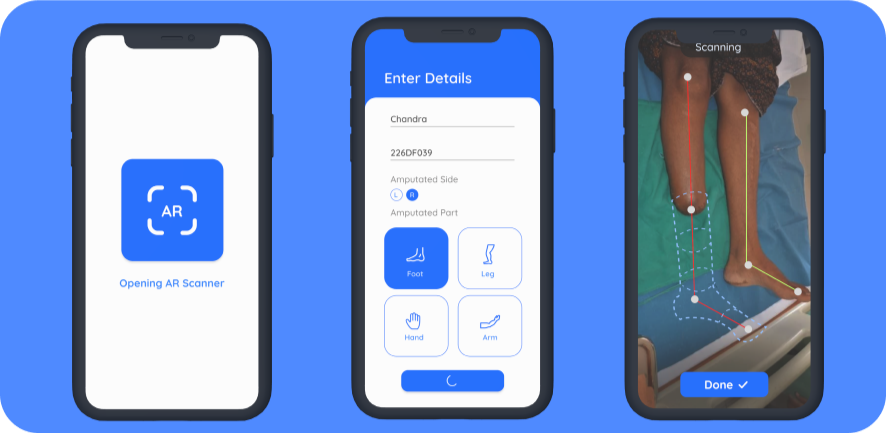 AR
Opening AR Scanner
Enter Details
Chandra
226DF039
Amputated Side
L R
Amputated Part
Foot Leg
Hand Arm
Scanning
Done